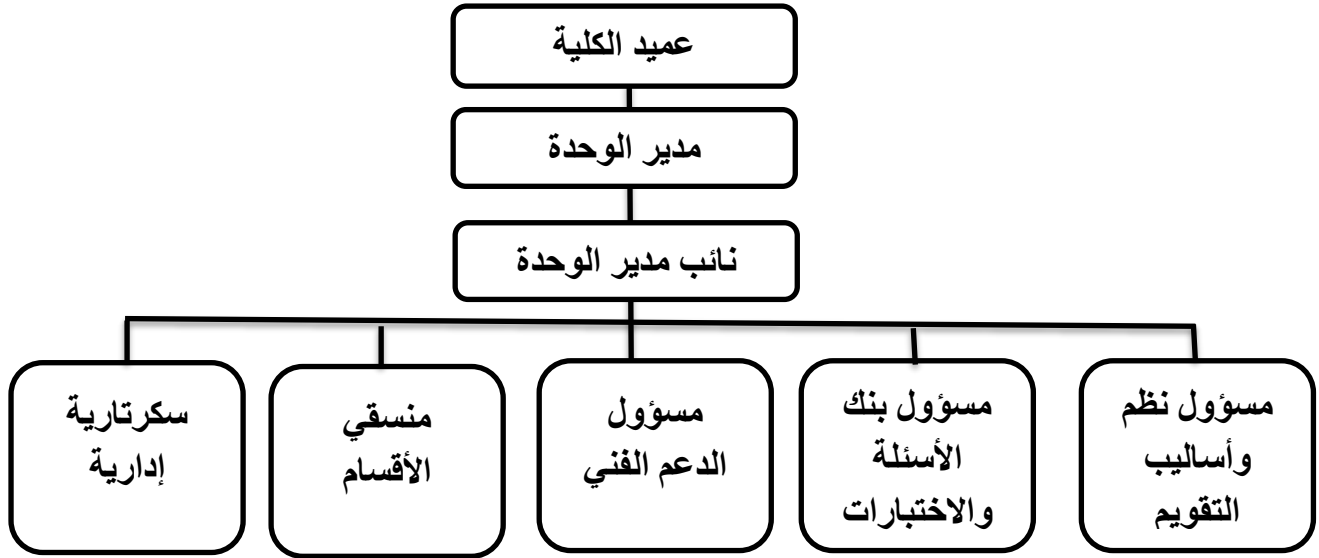 عميد الكلية
مدير الوحدة
نائب مدير الوحدة
مسؤول نظم
وأساليب
التقويم
مسؤول بنك
الأسئلة
والاختبارات
مسؤول
الدعم الفني
منسقي
الأقسام
سكرتارية
إدارية